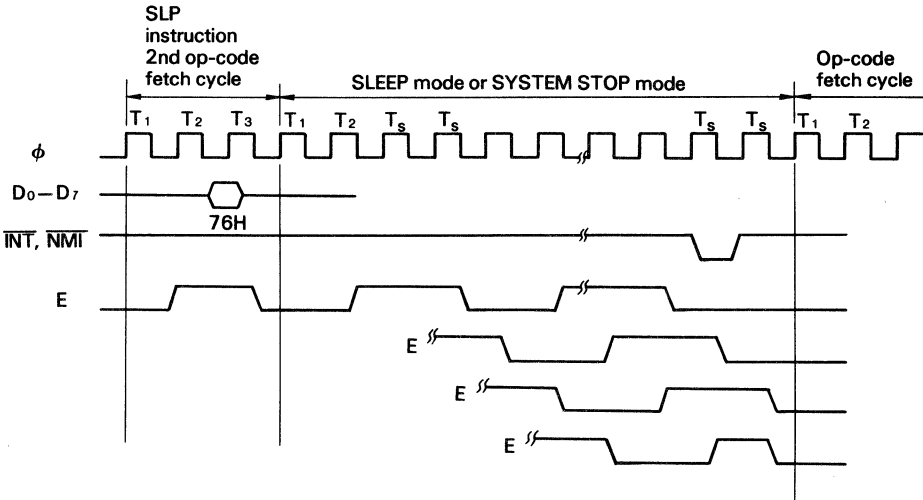 SLP
instruction
2nd op-code
fetch cycle
SLEEP mode or SYSTEM STOP mode
Op-code
fetch cycle
T1 T2 T3 T1 T2 Ts Ts Ts Ts T1 T2
ϕ
D0–D7
76H
INT, NMI
E
E
E
E